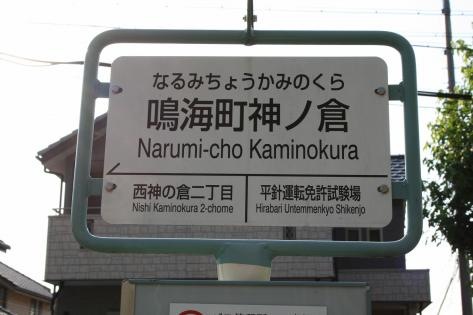 なるみちょうかみのくら
鳴海町神ノ倉
Narumi-cho Kaminokura
西神の倉二丁目
Nishi Kaminokura 2-chome
平針運転免許試験場
Hirabari Untemmenkyo Shikenjo